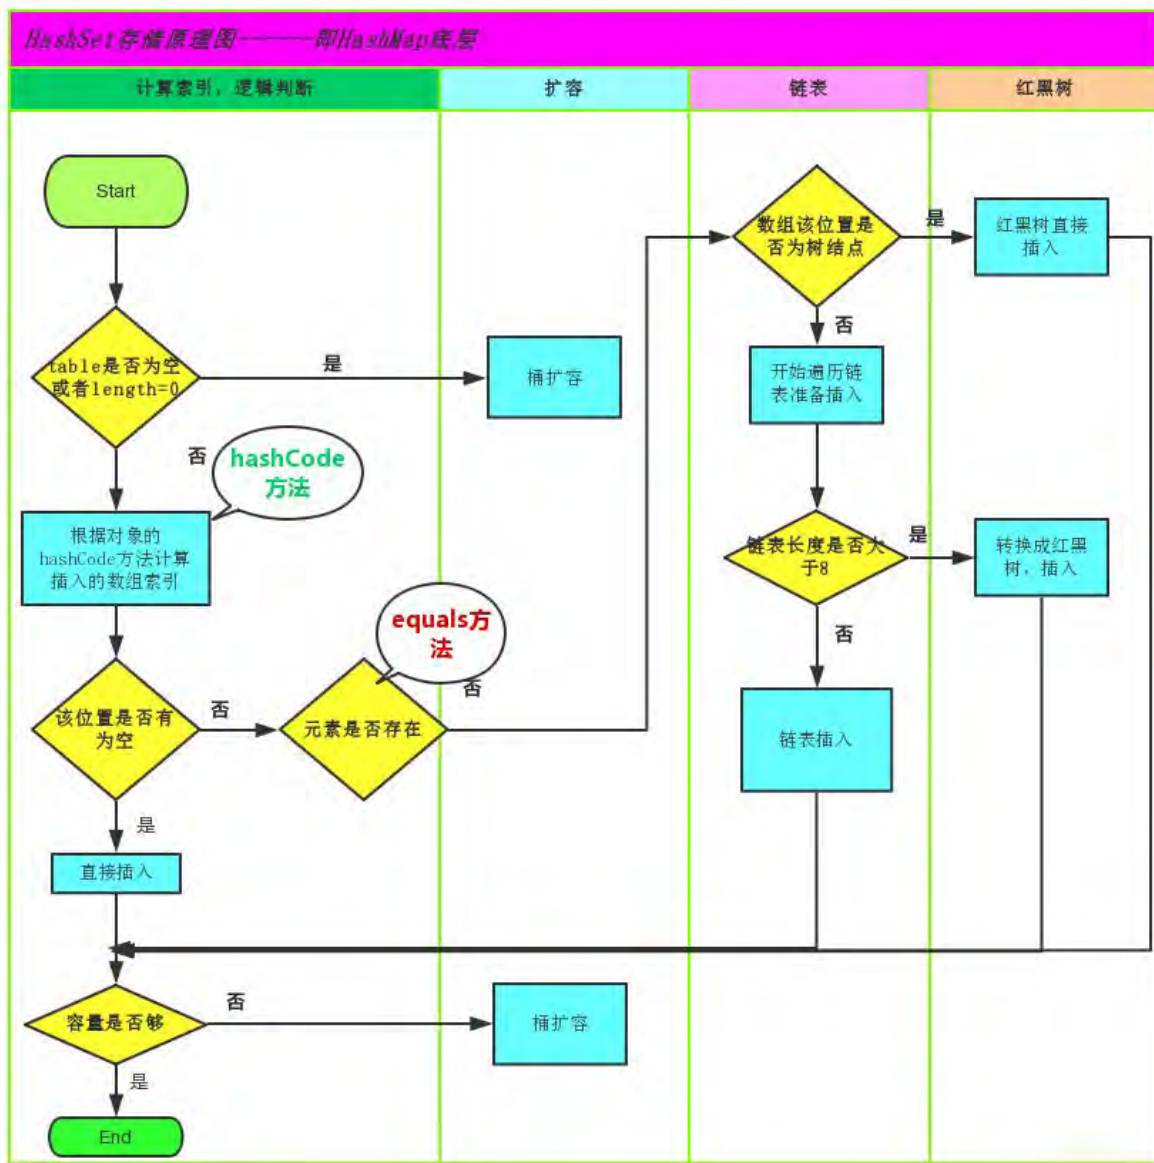 HashSet存储原理图———即HashMap底层
计算索引，逻辑判断
扩容
链表
红黑树
Start
数组该位置是
否为树结点
是
红黑树直接
插入
否
table是否为空
或者length=0
是
桶扩容
开始遍历链
表准备插入
否
hashCode
方法
根据对象的
hashCode方法计算
插入的数组索引
链表长度是否大
于8
是
转换成红黑
树，插入
equals方
法
否
否
该位置是否有
为空
否
元素是否存在
链表插入
是
直接插入
容量是否够
否
桶扩容
是
End